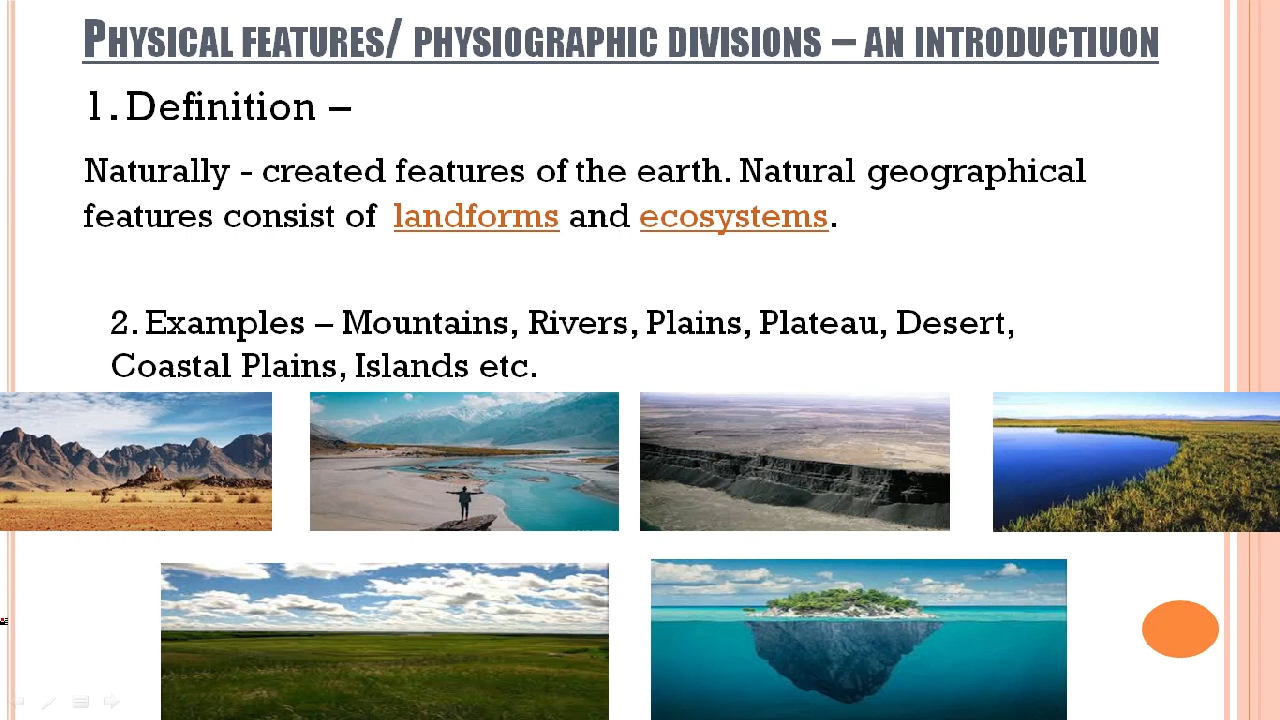 PHYSICAL FEATURES/ PHYSIOGRAPHIC DIVISIONS – AN INTRODUCTIUON
1. Definition –
Naturally - created features of the earth. Natural geographical
features consist of landforms and ecosystems.
2. Examples – Mountains, Rivers, Plains, Plateau, Desert,
Coastal Plains, Islands etc.